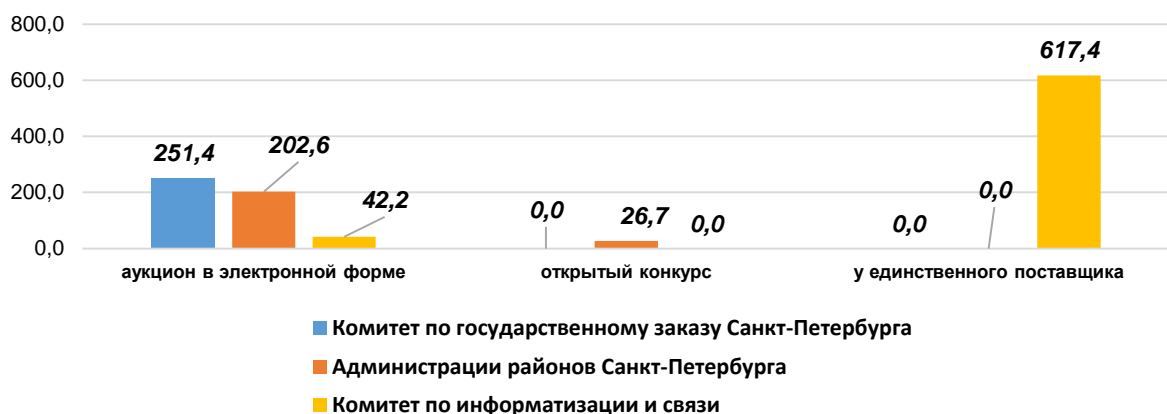 800,0
600,0
400,0
200,0
0,0
251,4
202,6
42,2
0,0
26,7
0,0
0,0
0,0
617,4
аукцион в электронной форме
открытый конкурс
у единственного поставщика
Комитет по государственному заказу Санкт-Петербурга
Администрации районов Санкт-Петербурга
Комитет по информатизации и связи